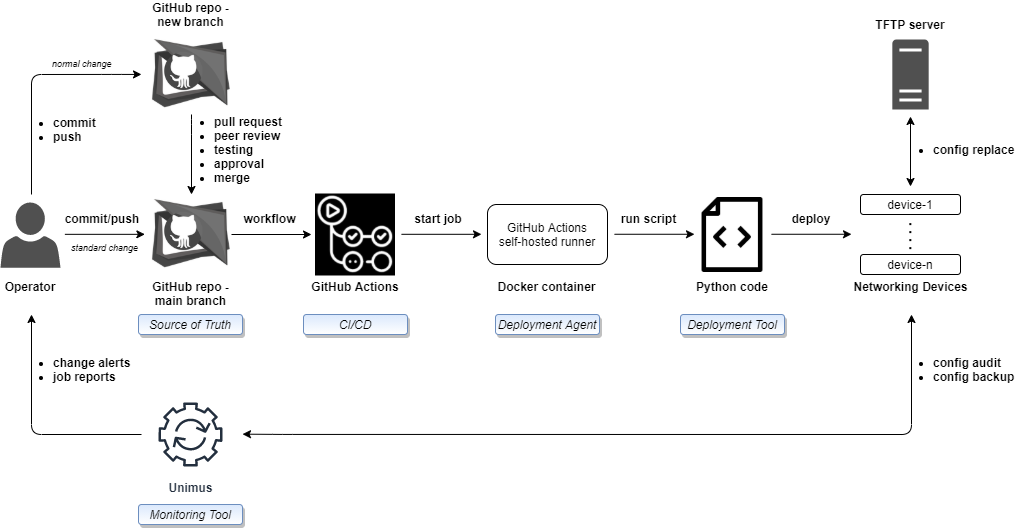 GitHub repo -
new branch
TFTP server
normal change
• commit
• push
• pull request
• peer review
• testing
• approval
• merge
• config replace
commit/push
standard change
workflow
start job
GitHub Actions
self-hosted runner
run script
deploy
device-1
device-n
Operator
GitHub repo -
main branch
GitHub Actions
Docker container
Python code
Networking Devices
Source of Truth
CI/CD
Deployment Agent
Deployment Tool
• change alerts
• job reports
• config audit
• config backup
Unimus
Monitoring Tool